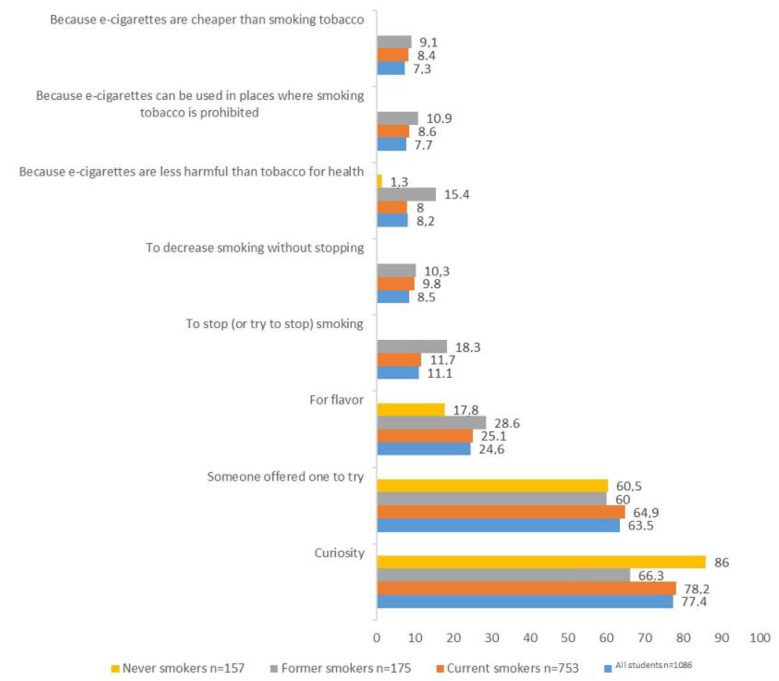 Because e-cigarettes are cheaper than smoking tobacco
9.1
8.4
7,3
Because e-cigarettes can be used in places where smoking
tobacco is prohibited
10.9
8.6
7.7
Because e-cigarettes are less harmful than tobacco for health
1,3
15.4
8
8,2
To decrease smoking without stopping
10,3
9.8
8.5
To stop (or try to stop) smoking
18.3
11.7
11.1
For flavor
17,8
28.6
25.1
24,6
Someone offered one to try
60,5
60
64,9
63.5
Curiosity
86
66,3
78,2
77.4
0 10 20 30 40 50 60 70 80 90 100
Never smokers n=157 Former smokers n=175 Current smokers n=753 All students n=1086